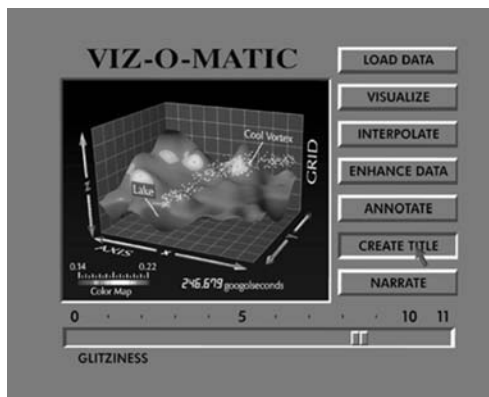 VIZ-O-MATIC
LOAD DATA
VISUALIZE
INTERPOLATE
ENHANCE DATA
ANNOTATE
CREATE TITLE
NARRATE
Cool Vortex
GRID
Lake
Z
AXIS
X
Y
0.14 0.22
Color Map
246.679 googolseconds
0 5 10 11
GLITZINESS